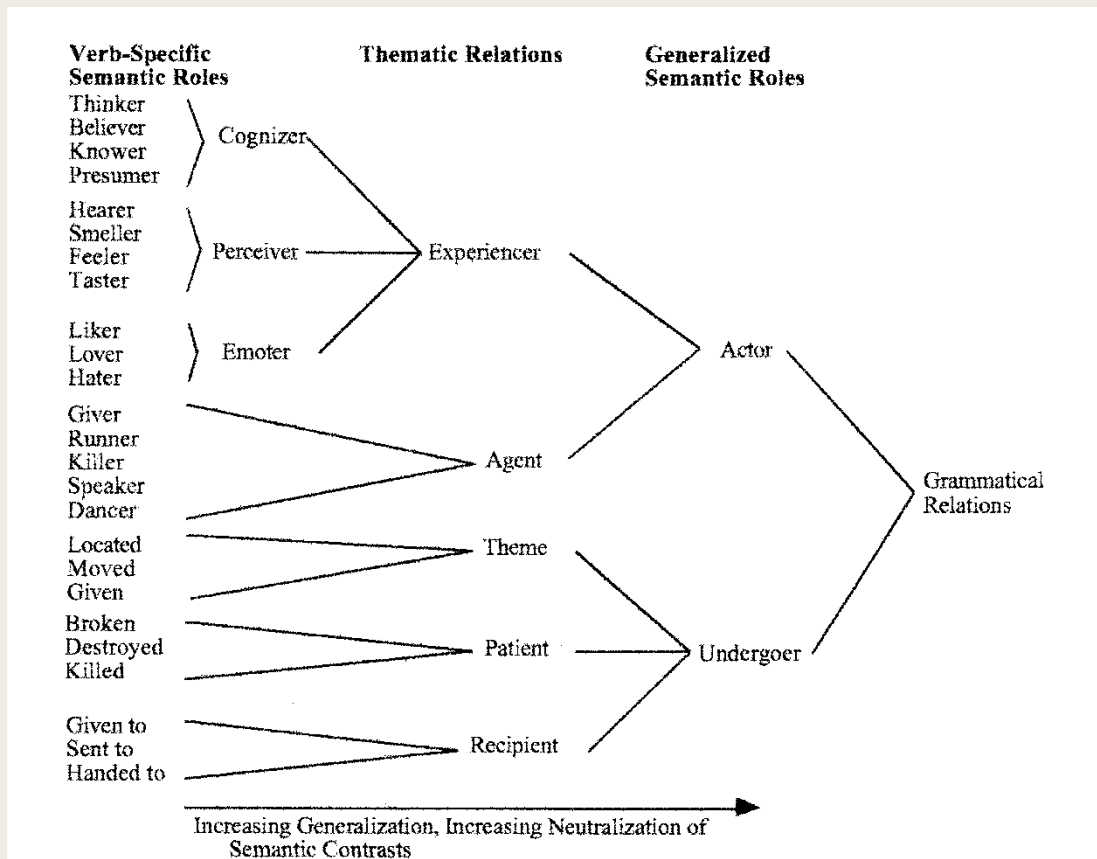 Verb-Specific
Semantic Roles
Thematic Relations
Generalized
Semantic Roles
Thinker
Believer
Knower
Presumer
Cognizer
Hearer
Smeller
Feeler
Taster
Perceiver
Experiencer
Liker
Lover
Hater
Emoter
Actor
Giver
Runner
Killer
Speaker
Dancer
Agent
Grammatical
Relations
Located
Moved
Given
Theme
Broken
Destroyed
Killed
Patient
Undergoer
Given to
Sent to
Handed to
Recipient
Increasing Generalization, Increasing Neutralization of
Semantic Contrasts